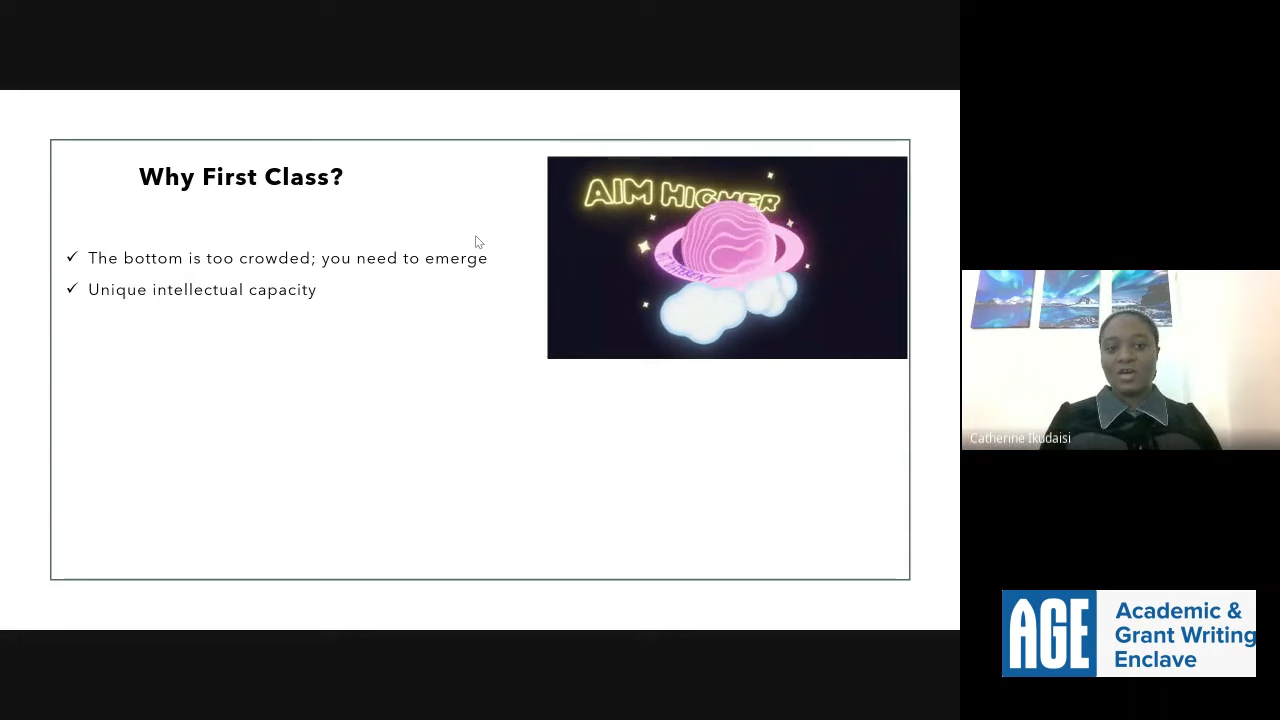 Why First Class?
✓ The bottom is too crowded; you need to emerge
✓ Unique intellectual capacity
AIM HIGHER
Catherine Ikudaisi
AGE
Academic &
Grant Writing
Enclave